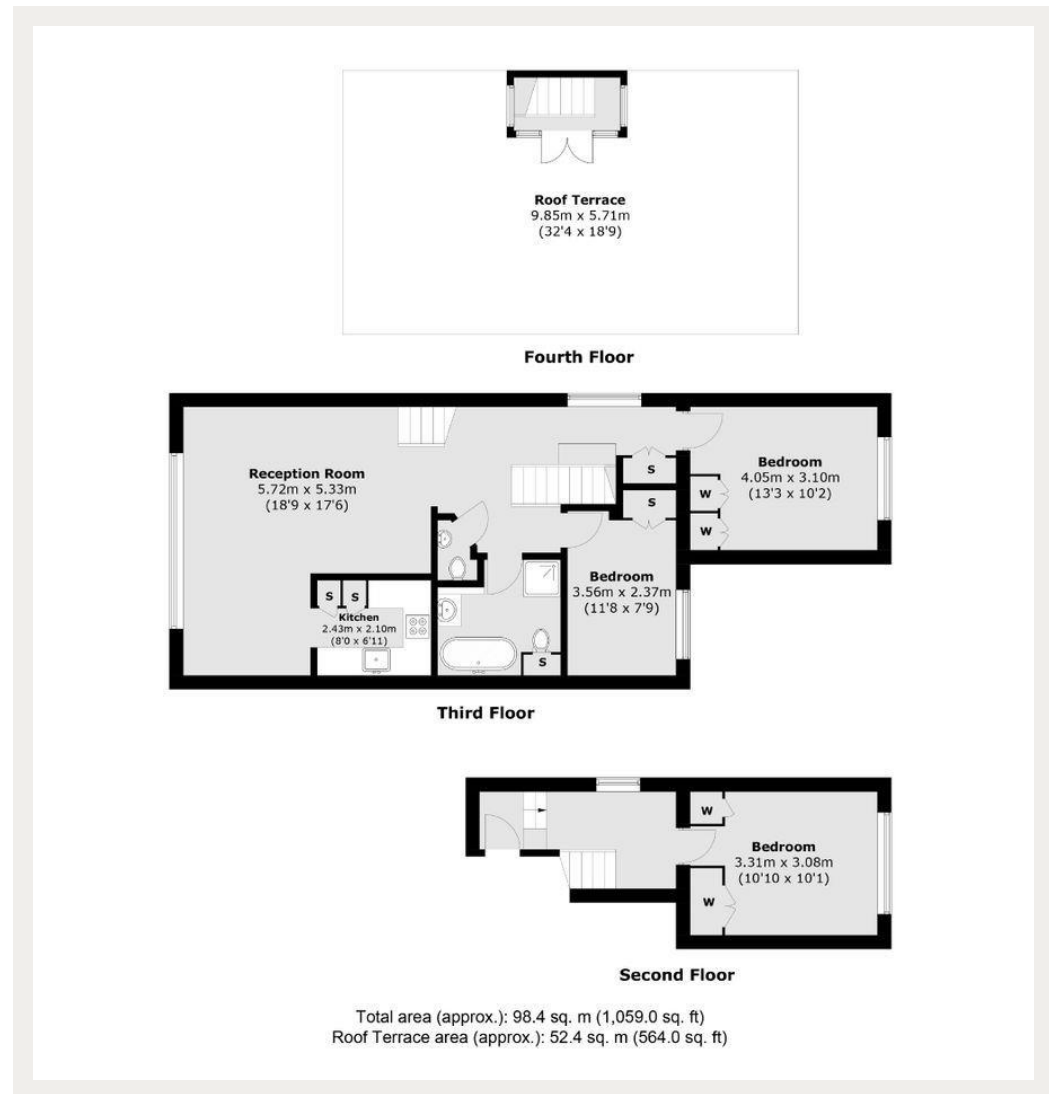 Roof Terrace
9.85m x 5.71m
(32'4 x 18'9)
Fourth Floor
Reception Room
5.72m x 5.33m
(18'9 x 17'6)
S
S
Bedroom
4.05m x 3.10m
(13'3 x 10'2)
W
W
Bedroom
3.56m x 2.37m
(11'8 x 7'9)
S S
Kitchen
2.43m x 2.10m
(8'0 x 6'11)
S
Third Floor
W
Bedroom
3.31m x 3.08m
(10'10 x 10'1)
W
Second Floor
Total area (approx.): 98.4 sq. m (1,059.0 sq. ft)
Roof Terrace area (approx.): 52.4 sq. m (564.0 sq. ft)